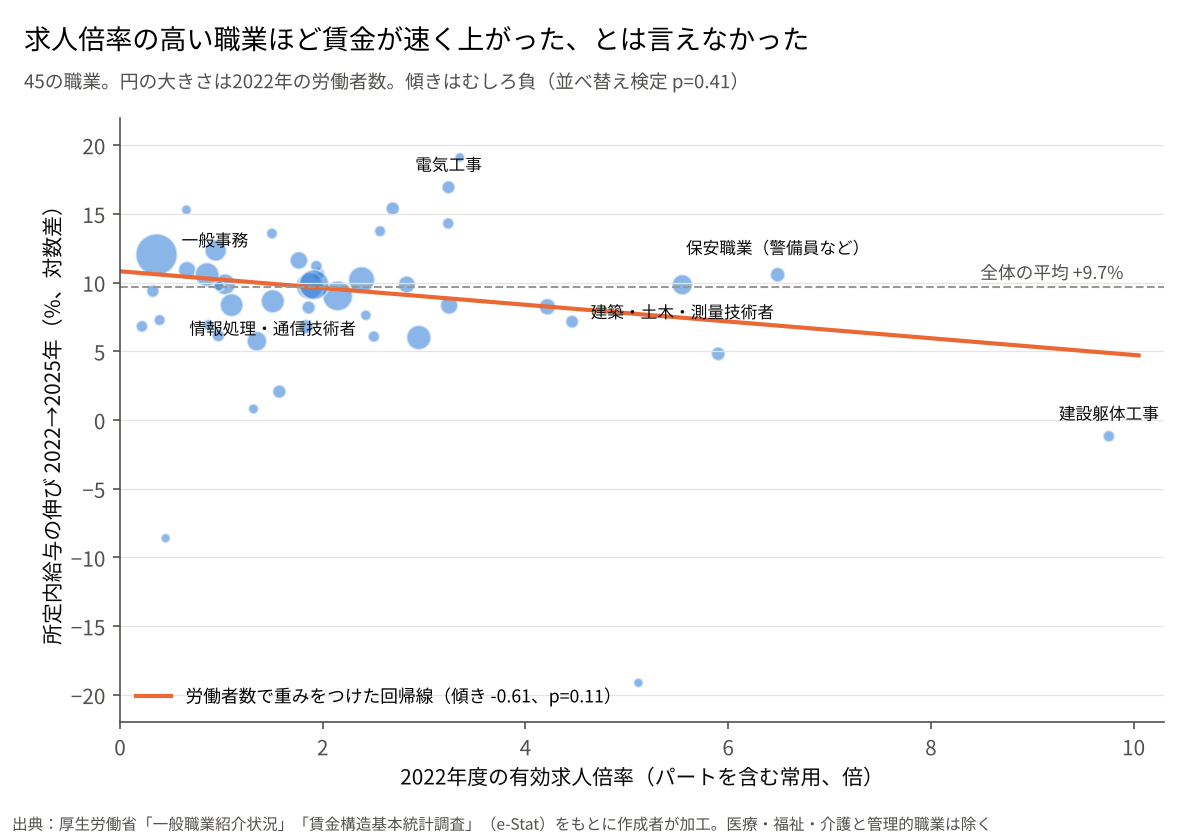 求人倍率の高い職業ほど賃金が速く上がった、とは言えなかった
45の職業。円の大きさは2022年の労働者数。傾きはむしろ負（並べ替え検定 p=0.41）
所定内給与の伸び 2022→2025年（%、対数差）
20
15
10
5
0
−5
−10
−15
−20
電気工事
一般事務
保安職業（警備員など）
全体の平均 +9.7%
建築・土木・測量技術者
情報処理・通信技術者
建設躯体工事
労働者数で重みをつけた回帰線（傾き -0.61、p=0.11）
0
2
4
6
8
10
2022年度の有効求人倍率（パートを含む常用、倍）
出典：厚生労働省「一般職業紹介状況」「賃金構造基本統計調査」（e-Stat）をもとに作成者が加工。医療・福祉・介護と管理的職業は除く